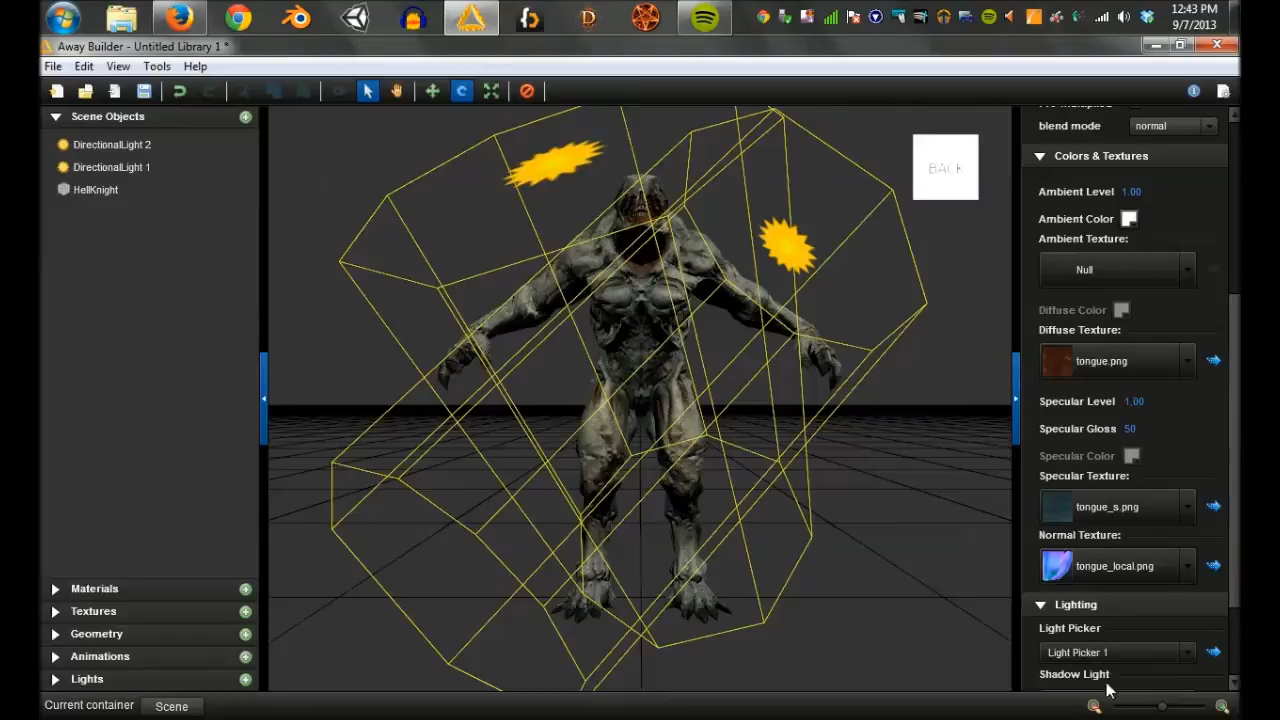 12:43 PM
9/7/2013
Away Builder - Untitled Library 1 *
File Edit View Tools Help
Scene Objects
DirectionalLight 2
DirectionalLight 1
HellKnight
BACK
blend mode normal
Colors & Textures
Ambient Level 1.00
Ambient Color
Ambient Texture:
Null
Diffuse Color
Diffuse Texture:
tongue.png
Specular Level 1.00
Specular Gloss 50
Specular Color
Specular Texture:
tongue_s.png
Normal Texture:
tongue_local.png
Lighting
Light Picker
Light Picker 1
Shadow Light
Materials
Textures
Geometry
Animations
Lights
Current container Scene